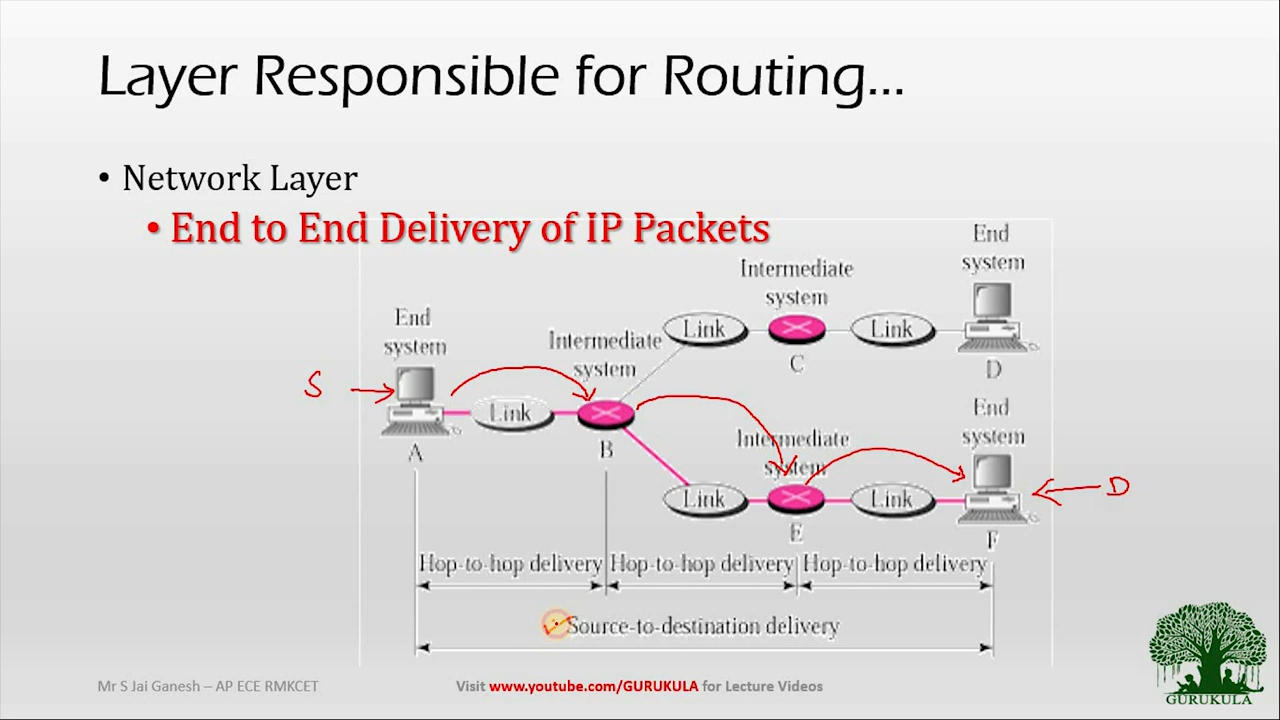 Layer Responsible for Routing...
• Network Layer
• End to End Delivery of IP Packets
End
system
Intermediate
system
End
system
Link
Link
Intermediate
system
C
D
S
Link
End
system
A
B
Intermediate
system
Link
Link
D
E
F
Hop-to-hop delivery
Hop-to-hop delivery
Hop-to-hop delivery
Source-to-destination delivery
Mr S Jai Ganesh – AP ECE RMKCET
Visit www.youtube.com/GURUKULA for Lecture Videos
GURUKULA